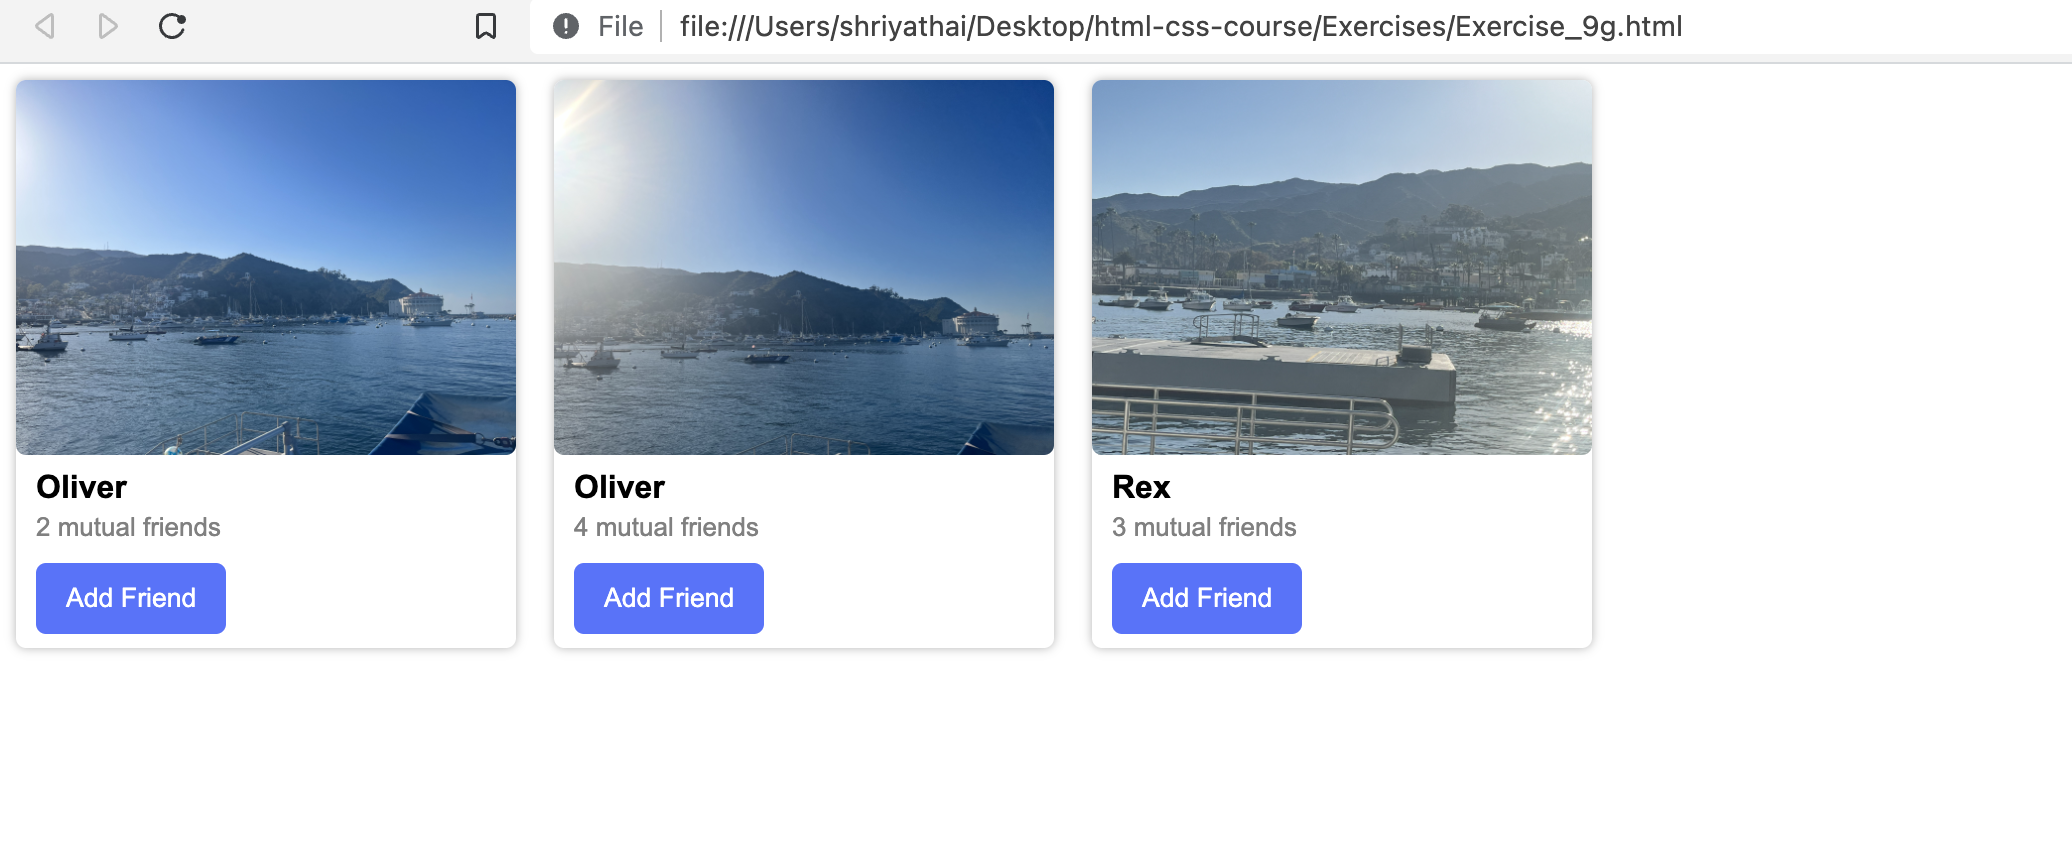 File file:///Users/shriyathai/Desktop/html-css-course/Exercises/Exercise_9g.html
Oliver
2 mutual friends
Add Friend
Oliver
4 mutual friends
Add Friend
Rex
3 mutual friends
Add Friend